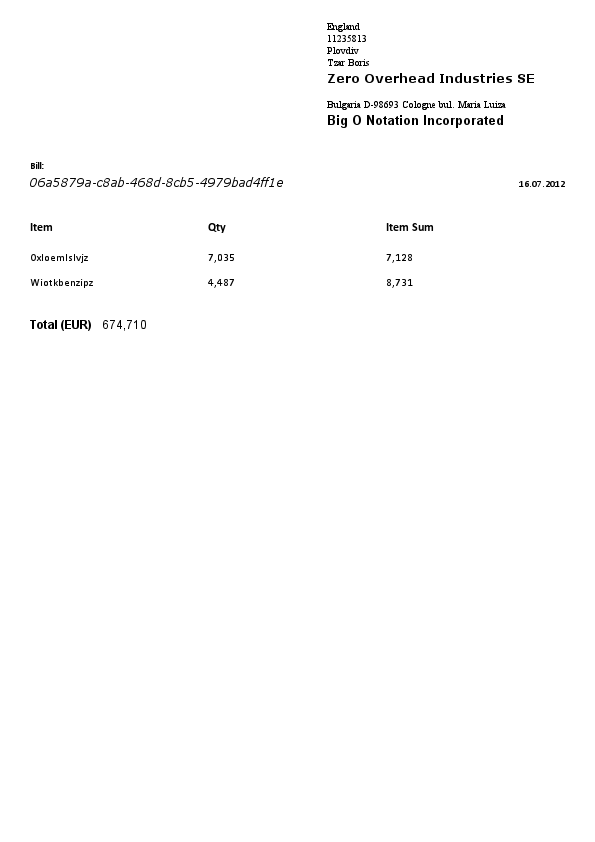 England
11235813
Plovdiv
Tzar Boris
Zero Overhead Industries SE
Bulgaria D-98693 Cologne bul. Maria Luiza
Big O Notation Incorporated
Bill:
06a5879a-c8ab-468d-8cb5-4979bad4ff1e 16.07.2012
Item Qty Item Sum
0xloemlslvjz 7,035 7,128
Wiotkbenzipz 4,487 8,731
Total (EUR) 674,710